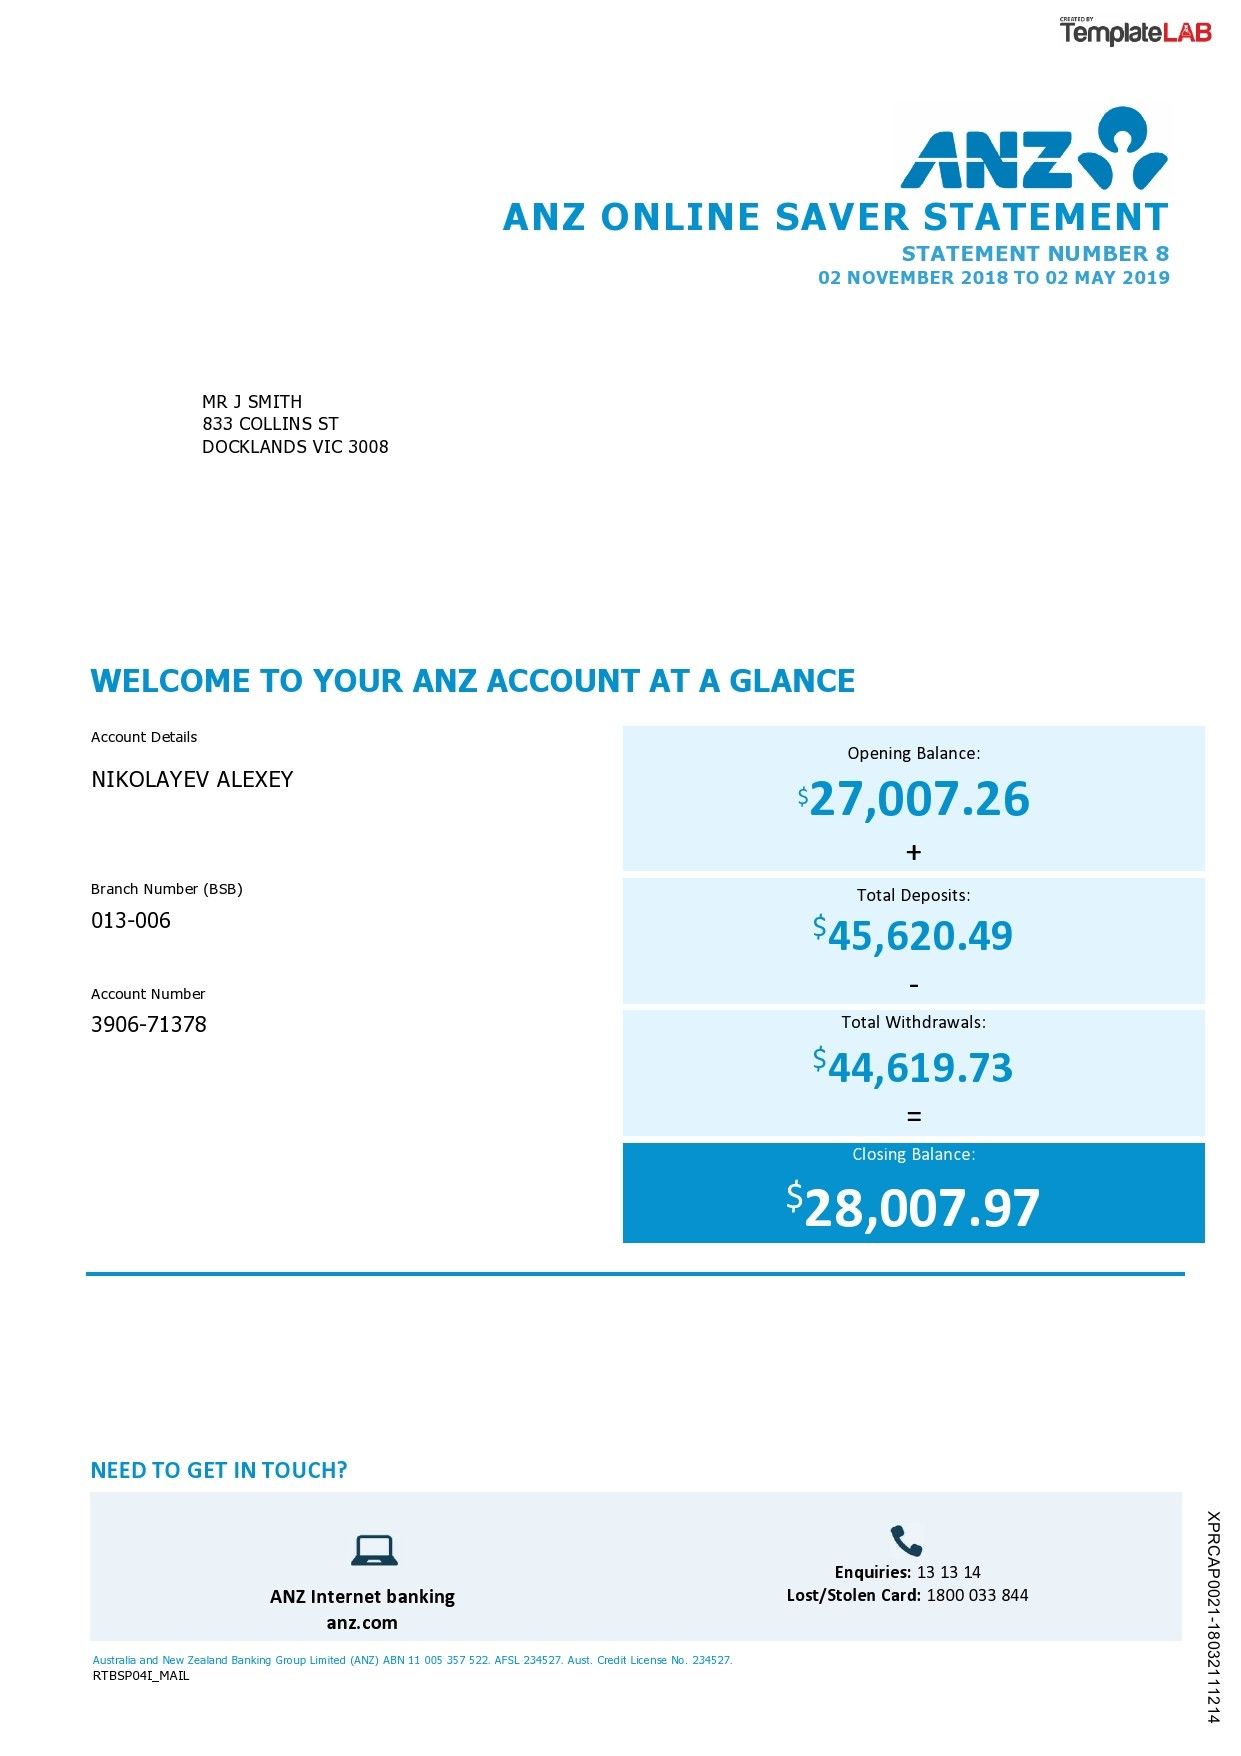 CREATED BY
TemplateLAB
ANZ
ANZ ONLINE SAVER STATEMENT
STATEMENT NUMBER 8
02 NOVEMBER 2018 TO 02 MAY 2019
MR J SMITH
833 COLLINS ST
DOCKLANDS VIC 3008
WELCOME TO YOUR ANZ ACCOUNT AT A GLANCE
Account Details
NIKOLAYEV ALEXEY
Branch Number (BSB)
013-006
Account Number
3906-71378
Opening Balance:
$27,007.26
+
Total Deposits:
$45,620.49
-
Total Withdrawals:
$44,619.73
=
Closing Balance:
$28,007.97
NEED TO GET IN TOUCH?
ANZ Internet banking
anz.com
Enquiries: 13 13 14
Lost/Stolen Card: 1800 033 844
Australia and New Zealand Banking Group Limited (ANZ) ABN 11 005 357 522. AFSL 234527. Aust. Credit License No. 234527.
RTBSP04I_MAIL
XPRCAP0021-18032111214